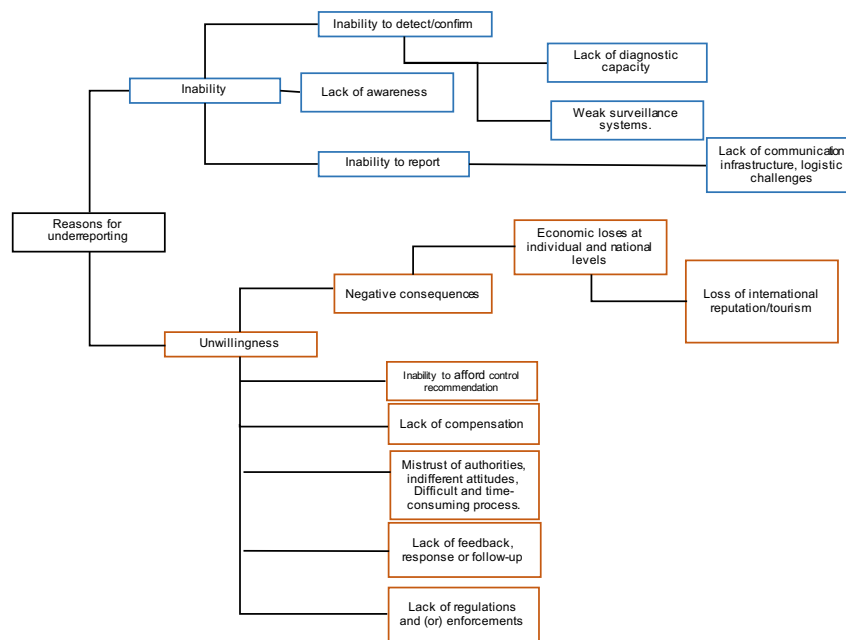 Inability to detect/confirm
Lack of diagnostic
capacity
Inability
Lack of awareness
Weak surveillance
systems.
Inability to report
Lack of communication
infrastructure, logistic
challenges
Reasons for
underreporting
Economic loses at
individual and national
levels
Negative consequences
Loss of international
reputation/tourism
Unwillingness
Inability to afford control
recommendation
Lack of compensation
Mistrust of authorities,
indifferent attitudes,
Difficult and time-
consuming process.
Lack of feedback,
response or follow-up
Lack of regulations
and (or) enforcements